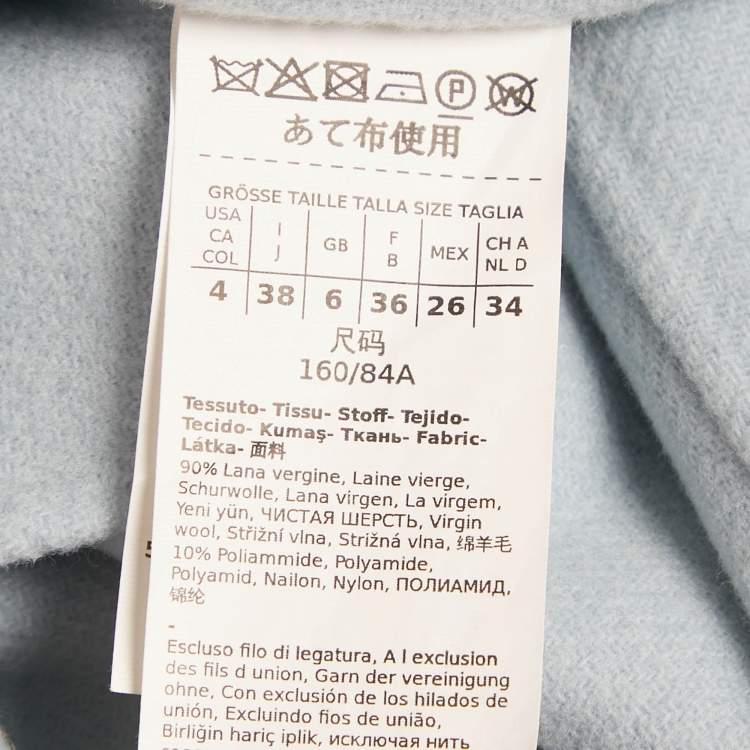 P W
あて布使用
GRÖSSE TAILLE TALLA SIZE TAGLIA
USA CA COL I J GB F B MEX CH A NL D
4 38 6 36 26 34
尺码
160/84A
Tessuto- Tissu- Stoff- Tejido-
Tecido- Kumaş- Ткань- Fabric-
Látka- 面料
90% Lana vergine, Laine vierge,
Schurwolle, Lana virgen, La virgem,
Yeni yün, ЧИСТАЯ ШЕРСТЬ, Virgin
wool, Střižní vlna, Strižná vlna, 绵羊毛
10% Poliammide, Polyamide,
Polyamid, Nailon, Nylon, ПОЛИАМИД,
锦纶
-
Escluso filo di legatura, A l exclusion
des fils d union, Garn der vereinigung
ohne, Con exclusión de los hilados de
unión, Excluindo fios de união,
Birliğin hariç iplik, исключая нить